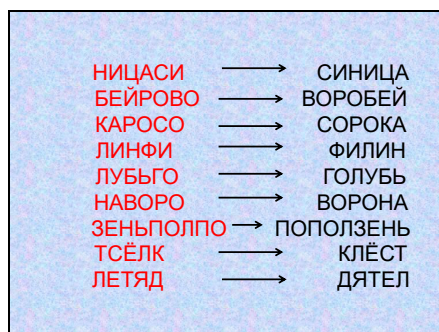 НИЦАСИ → СИНИЦА
БЕЙРОВО → ВОРОБЕЙ
КАРОСО → СОРОКА
ЛИНФИ → ФИЛИН
ЛУБЬГО → ГОЛУБЬ
НАВОРО → ВОРОНА
ЗЕНЬПОЛПО → ПОПОЛЗЕНЬ
ТСЁЛК → КЛЁСТ
ЛЕТЯД → ДЯТЕЛ